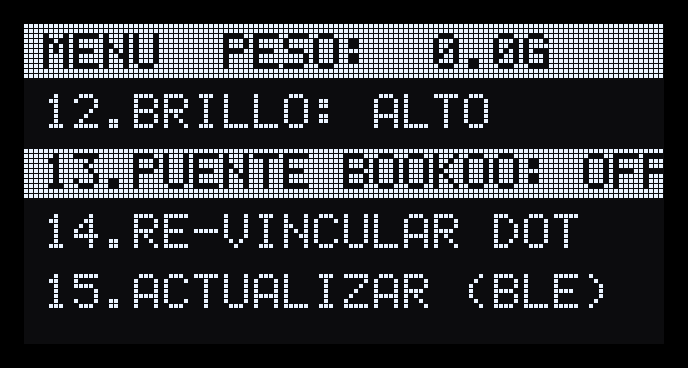 MENU PESO: 0.0G
12.BRILLO: ALTO
13.PUENTE BOOKOO: OFF
14.RE-VINCULAR DOT
15.ACTUALIZAR (BLE)